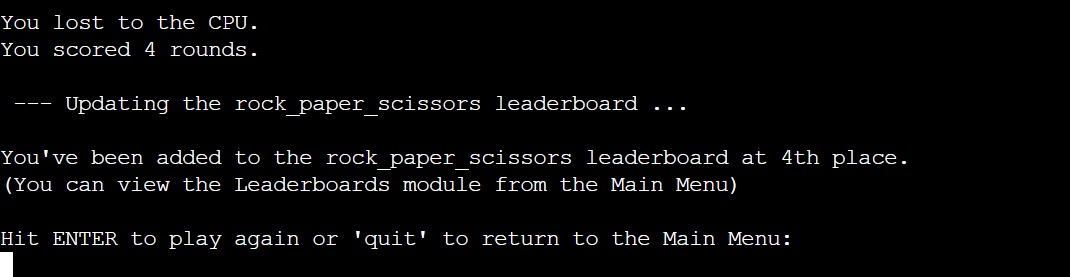 You lost to the CPU.
You scored 4 rounds.
--- Updating the rock_paper_scissors leaderboard ...
You've been added to the rock_paper_scissors leaderboard at 4th place.
(You can view the Leaderboards module from the Main Menu)
Hit ENTER to play again or 'quit' to return to the Main Menu: